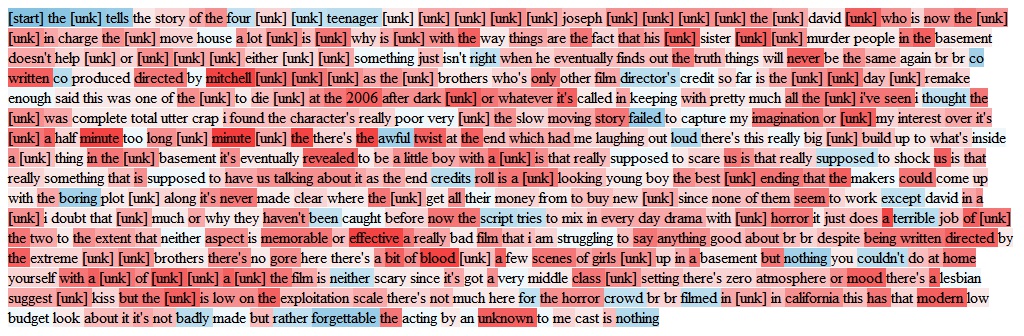 [start] the [unk] tells the story of the four [unk] [unk] teenager [unk] [unk] [unk] [unk] [unk] joseph [unk] [unk] [unk] [unk] the [unk] david [unk] who is now the [unk]
[unk] in charge the [unk] move house a lot [unk] is [unk] why is [unk] with the way things are the fact that his [unk] sister [unk] [unk] murder people in the basement
doesn't help [unk] or [unk] [unk] [unk] either [unk] [unk] something just isn't right when he eventually finds out the truth things will never be the same again br br co
written co produced directed by mitchell [unk] [unk] [unk] as the [unk] brothers who's only other film director's credit so far is the [unk] [unk] day [unk] remake
enough said this was one of the [unk] to die [unk] at the 2006 after dark [unk] or whatever it's called in keeping with pretty much all the [unk] i've seen i thought the
[unk] was complete total utter crap i found the character's really poor very [unk] the slow moving story failed to capture my imagination or [unk] my interest over it's
[unk] a half minute too long [unk] minute [unk] the there's the awful twist at the end which had me laughing out loud there's this really big [unk] build up to what's inside
a [unk] thing in the [unk] basement it's eventually revealed to be a little boy with a [unk] is that really supposed to scare us is that really supposed to shock us is that
really something that is supposed to have us talking about it as the end credits roll is a [unk] looking young boy the best [unk] ending that the makers could come up
with the boring plot [unk] along it's never made clear where the [unk] get all their money from to buy new [unk] since none of them seem to work except david in a
[unk] i doubt that [unk] much or why they haven't been caught before now the script tries to mix in every day drama with [unk] horror it just does a terrible job of [unk]
the two to the extent that neither aspect is memorable or effective a really bad film that i am struggling to say anything good about br br despite being written directed by
the extreme [unk] [unk] brothers there's no gore here there's a bit of blood [unk] a few scenes of girls [unk] up in a basement but nothing you couldn't do at home
yourself with a [unk] of [unk] [unk] a [unk] the film is neither scary since it's got a very middle class [unk] setting there's zero atmosphere or mood there's a lesbian
suggest [unk] kiss but the [unk] is low on the exploitation scale there's not much here for the horror crowd br br filmed in [unk] in california this has that modern low
budget look about it it's not badly made but rather forgettable the acting by an unknown to me cast is nothing